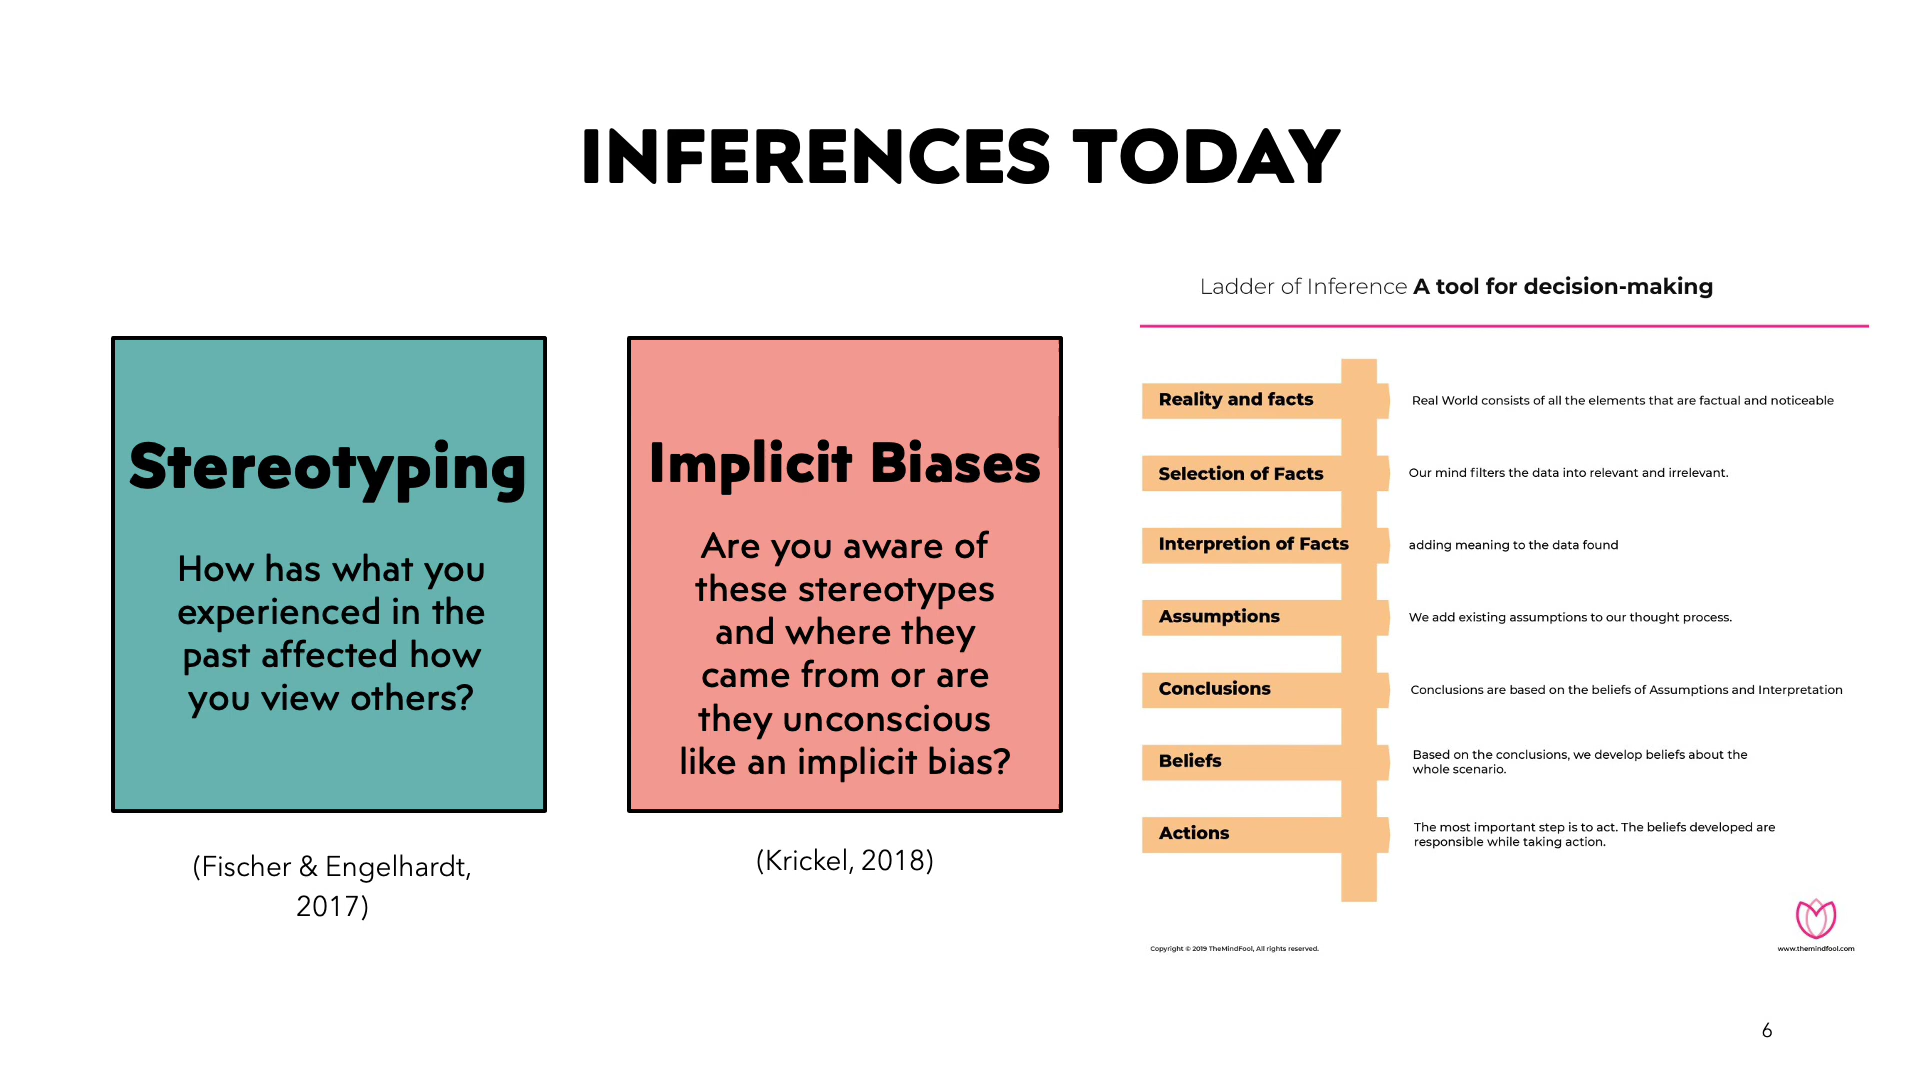 INFERENCES TODAY
Stereotyping
How has what you
experienced in the
past affected how
you view others?
(Fischer & Engelhardt,
2017)
Implicit Biases
Are you aware of
these stereotypes
and where they
came from or are
they unconscious
like an implicit bias?
(Krickel, 2018)
Ladder of Inference A tool for decision-making
Reality and facts
Real World consists of all the elements that are factual and noticeable
Selection of Facts
Our mind filters the data into relevant and irrelevant.
Interpretion of Facts
adding meaning to the data found
Assumptions
We add existing assumptions to our thought process.
Conclusions
Conclusions are based on the beliefs of Assumptions and Interpretation
Beliefs
Based on the conclusions, we develop beliefs about the
whole scenario.
Actions
The most important step is to act. The beliefs developed are
responsible while taking action.
Copyright © 2019 TheMindFool, All rights reserved.
www.themindfool.com
6